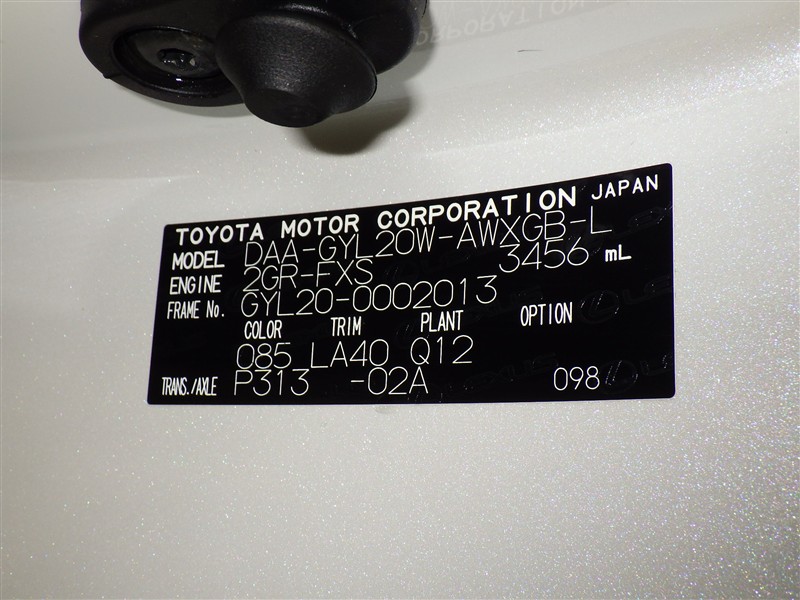 TOYOTA MOTOR CORPORATION JAPAN
MODEL DAA-GYL20W-AWXGB-L
ENGINE 2GR-FXS 3456 mL
FRAME No. GYL20-0002013
COLOR TRIM PLANT OPTION
085 LA40 Q12
TRANS./AXLE P313 -02A 098